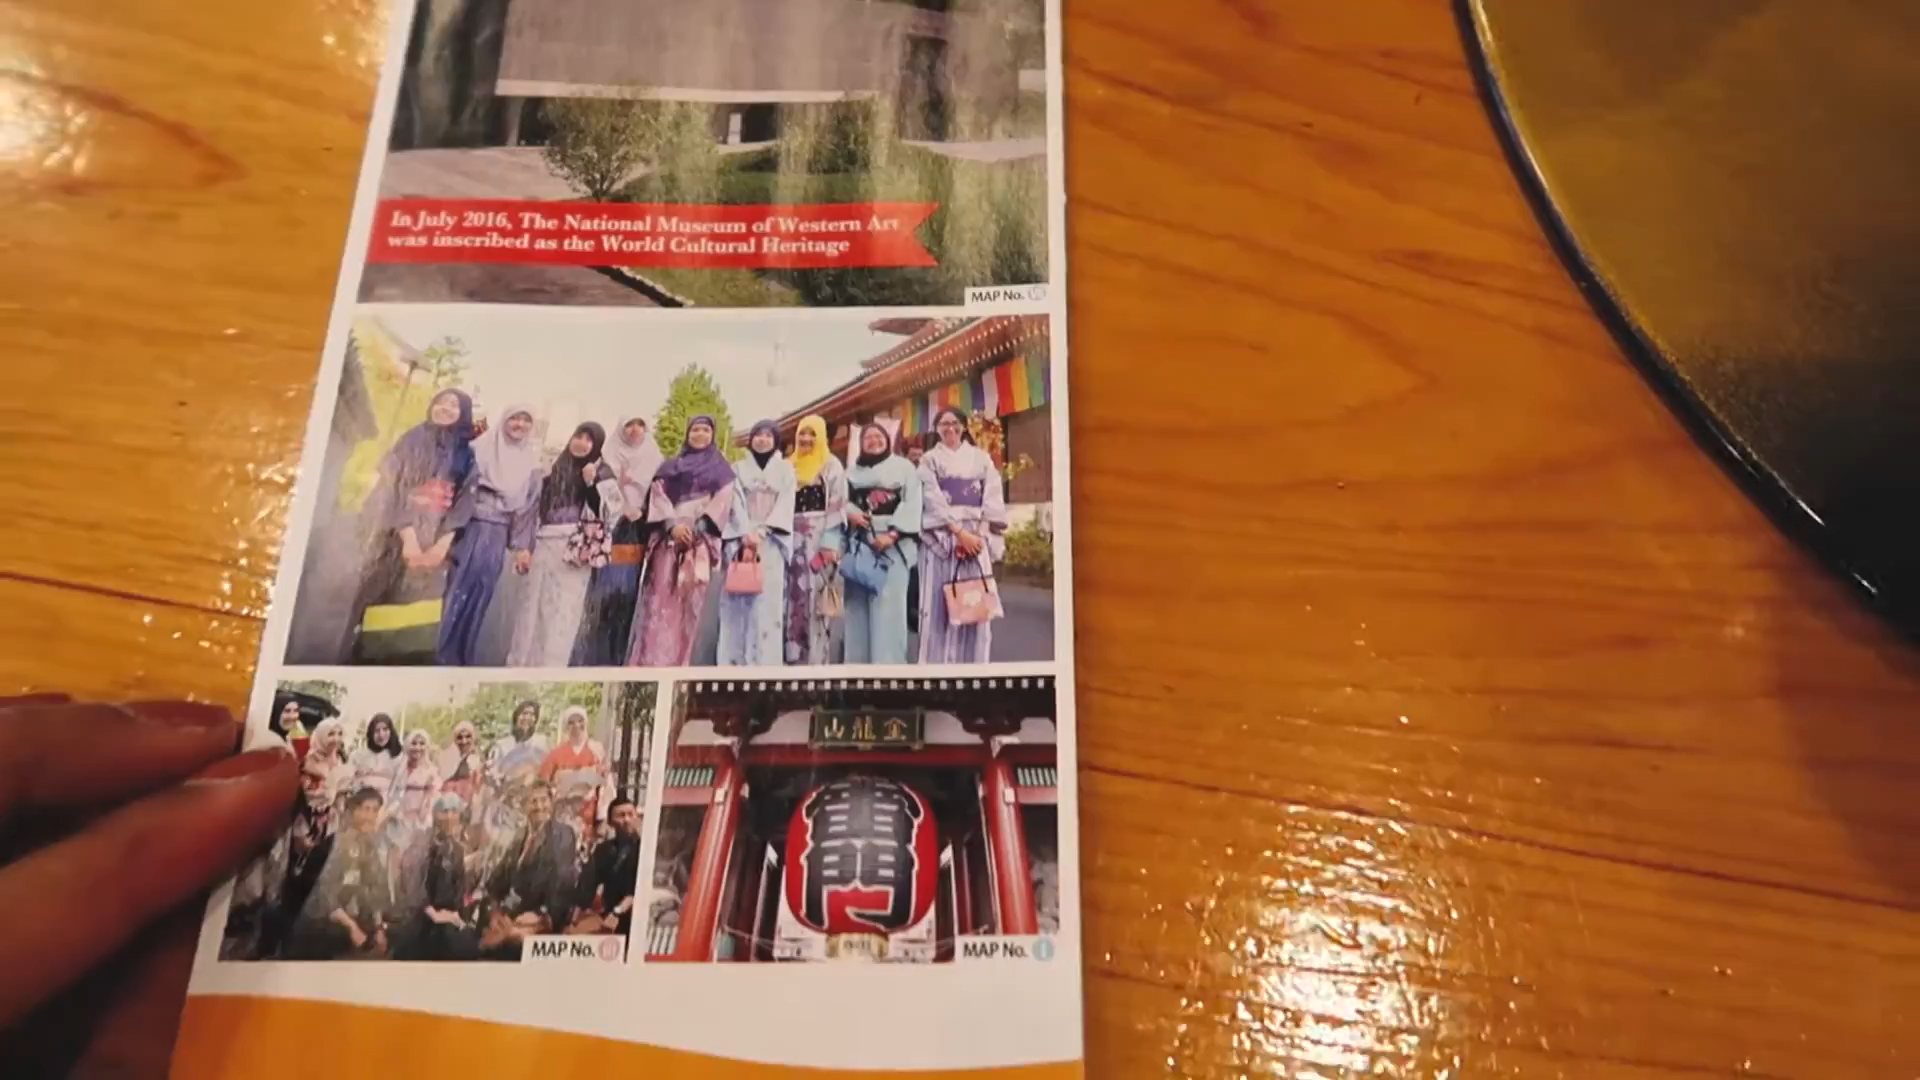 In July 2016, The National Museum of Western Art
was inscribed as the World Cultural Heritage
MAP No.
金龍山
MAP No.
MAP No.